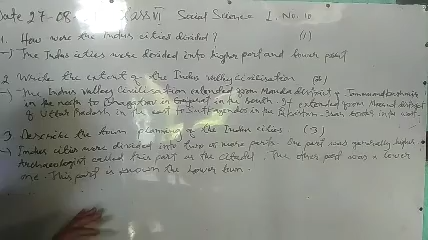 Date 27-08- Class VI Social Science L. No. 10
1. How were the Indus cities divided? (1)
→) The Indus cities were divided into higher part and lower part
2. Write the extent of the Indus valley civilisation (2)
→) The Indus Valley Civilisation extended from Manda district of Jammu and Kashmir
in the north to Bhagatrav in Gujarat in the south. It extended from district
of Uttar Pradesh in the east to Sutkagendor in the Pakistan-Iran border in the west.
3. Describe the town planning of the Indus cities (3)
→) Indus cities were divided into two or more parts. One part was generally higher
Archaeologist called this part as the citadel. The other part was a lower
one. This part is known the lower town.